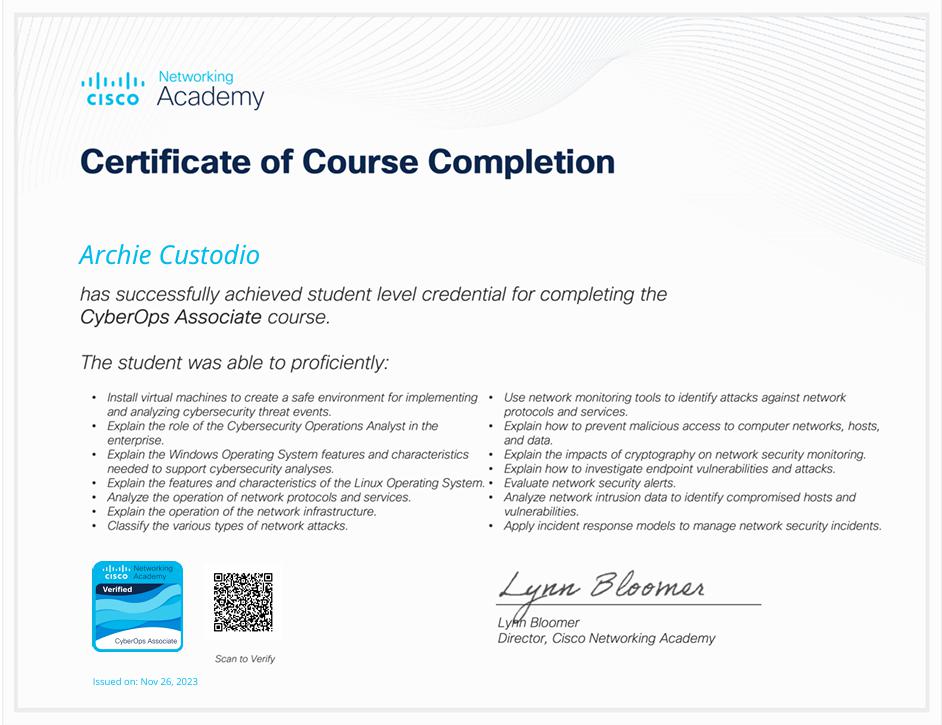 Networking
CISCO Academy
Certificate of Course Completion
Archie Custodio
has successfully achieved student level credential for completing the
CyberOps Associate course.
The student was able to proficiently:
• Install virtual machines to create a safe environment for implementing
and analyzing cybersecurity threat events.
• Explain the role of the Cybersecurity Operations Analyst in the
enterprise.
• Explain the Windows Operating System features and characteristics
needed to support cybersecurity analyses.
• Explain the features and characteristics of the Linux Operating System.
• Analyze the operation of network protocols and services.
• Explain the operation of the network infrastructure.
• Classify the various types of network attacks.
• Use network monitoring tools to identify attacks against network
protocols and services.
• Explain how to prevent malicious access to computer networks, hosts,
and data.
• Explain the impacts of cryptography on network security monitoring.
• Explain how to investigate endpoint vulnerabilities and attacks.
• Evaluate network security alerts.
• Analyze network intrusion data to identify compromised hosts and
vulnerabilities.
• Apply incident response models to manage network security incidents.
Networking
CISCO Academy
Verified
CyberOps Associate
Scan to Verify
Issued on: Nov 26, 2023
Lynn Bloomer
Lynn Bloomer
Director, Cisco Networking Academy